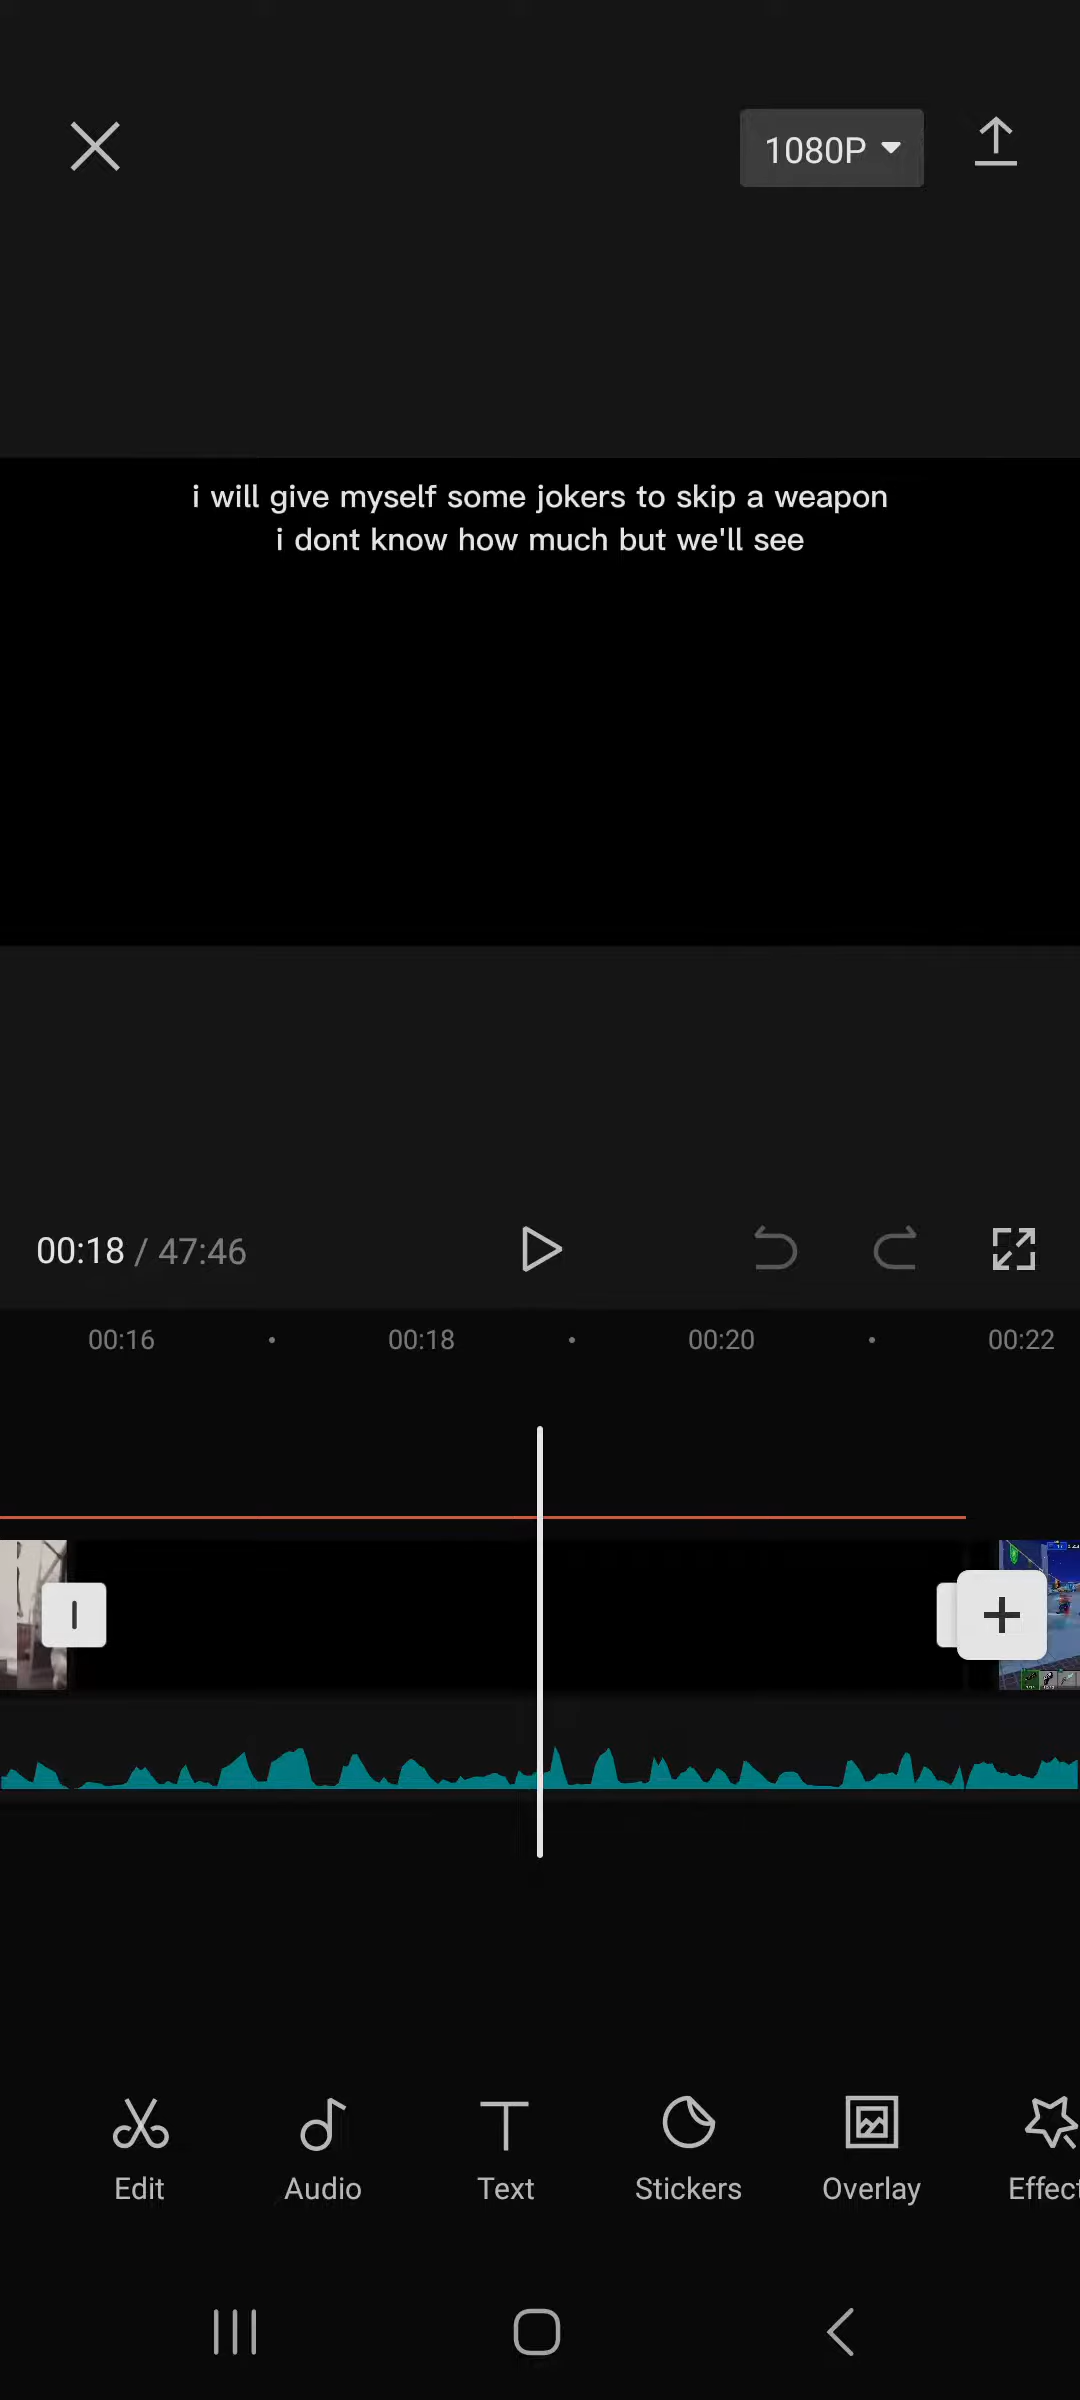 1080P
i will give myself some jokers to skip a weapon
i dont know how much but we'll see
00:18 / 47:46
00:16 00:18 00:20 00:22
Edit Audio Text Stickers Overlay Effect